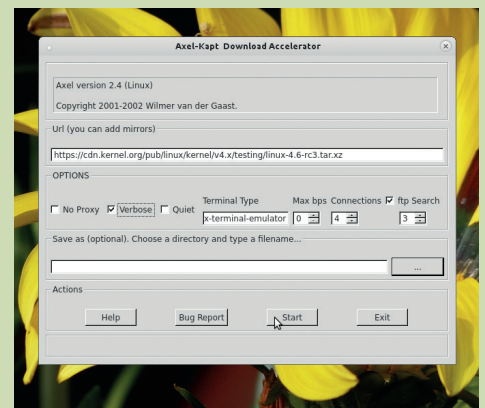 Axel-Kapt Download Accelerator
Axel version 2.4 (Linux)
Copyright 2001-2002 Wilmer van der Gaast.
Url (you can add mirrors)
https://cdn.kernel.org/pub/linux/kernel/v4.x/testing/linux-4.6-rc3.tar.xz
OPTIONS
Terminal Type Max bps Connections ftp Search
No Proxy Verbose Quiet x-terminal-emulator 0 4 3
Save as (optional). Choose a directory and type a filename...
...
Actions
Help Bug Report Start Exit